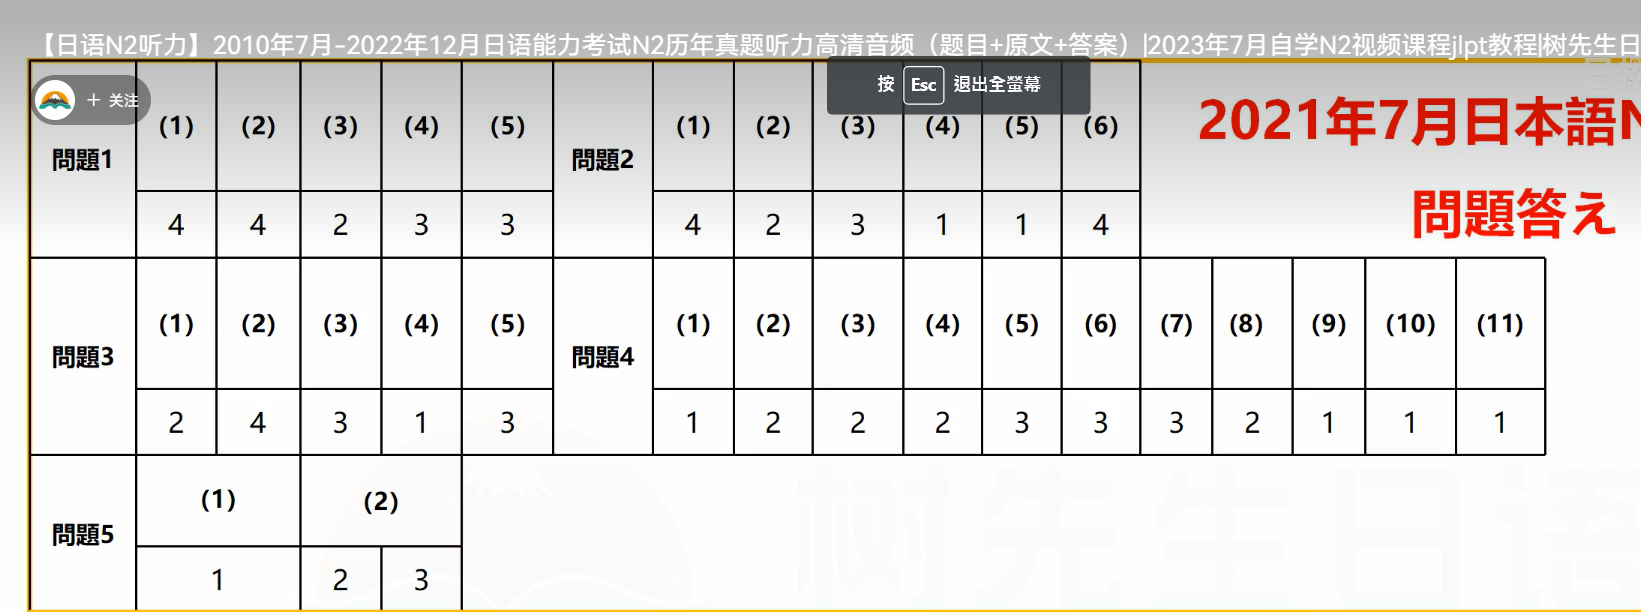 【日语N2听力】2010年7月-2022年12月日语能力考试N2历年真题听力高清音频（题目+原文+答案）|2023年7月自学N2视频课程jlpt教程|树先生日
＋ 关注
按 Esc 退出全螢幕
2021年7月日本語N
問題答え
問題1 (1) (2) (3) (4) (5) 問題2 (1) (2) (3) (4) (5) (6)
4 4 2 3 3 4 2 3 1 1 4
問題3 (1) (2) (3) (4) (5) 問題4 (1) (2) (3) (4) (5) (6) (7) (8) (9) (10) (11)
2 4 3 1 3 1 2 2 2 3 3 3 2 1 1 1
問題5 (1) (2)
1 2 3
树先生日语